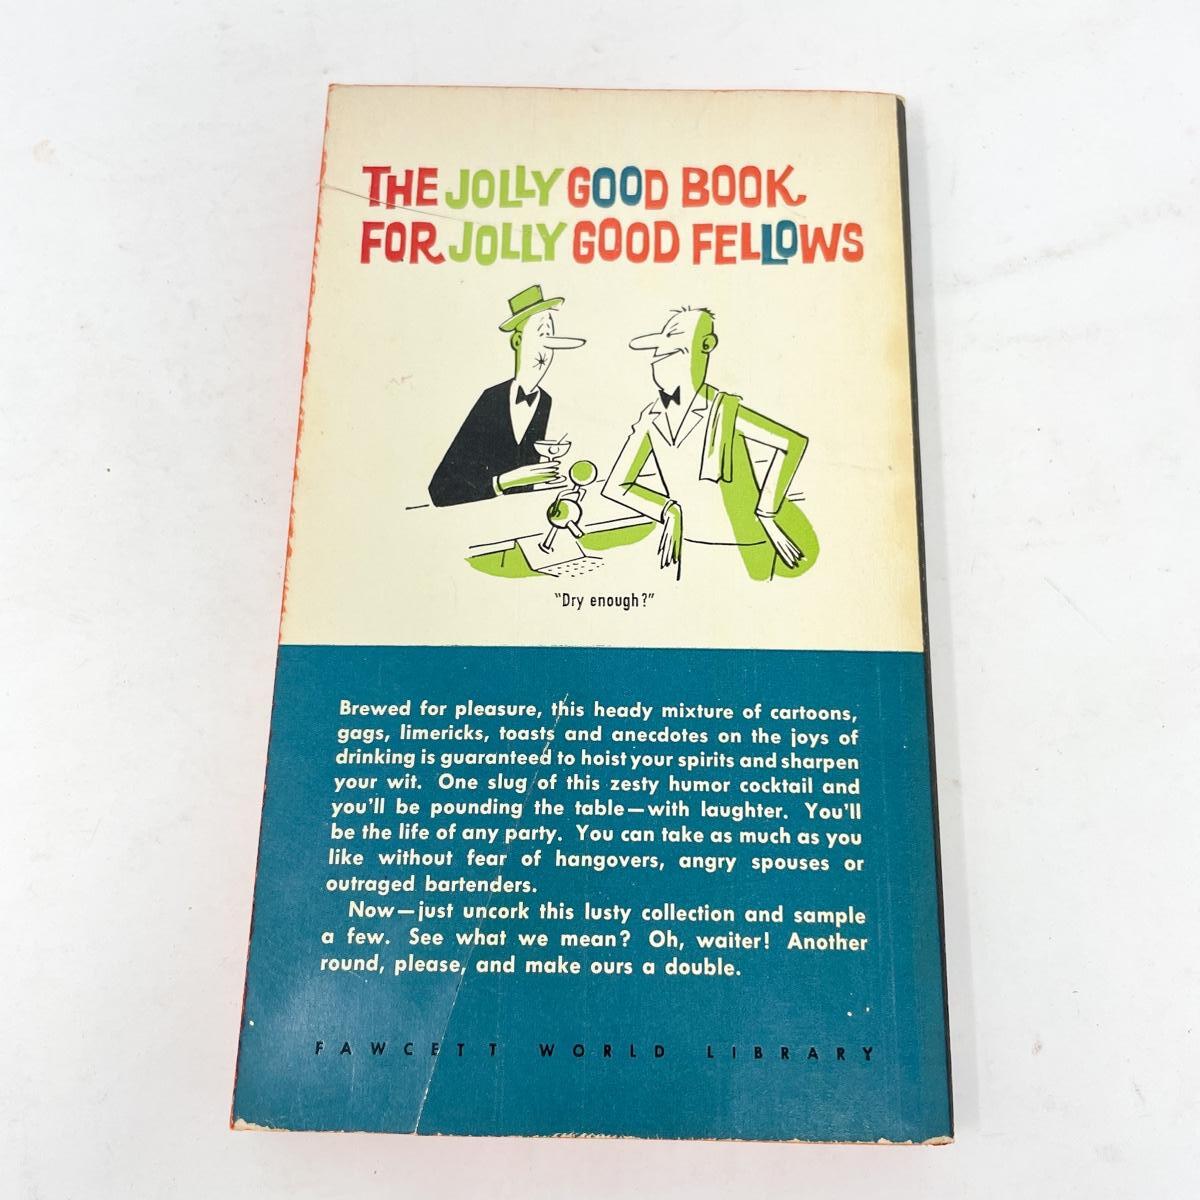 THE JOLLY GOOD BOOK
FOR JOLLY GOOD FELLOWS
"Dry enough?"
Brewed for pleasure, this heady mixture of cartoons,
gags, limericks, toasts and anecdotes on the joys of
drinking is guaranteed to hoist your spirits and sharpen
your wit. One slug of this zesty humor cocktail and
you'll be pounding the table—with laughter. You'll
be the life of any party. You can take as much as you
like without fear of hangovers, angry spouses or
outraged bartenders.
Now—just uncork this lusty collection and sample
a few. See what we mean? Oh, waiter! Another
round, please, and make ours a double.
FAWCETT WORLD LIBRARY